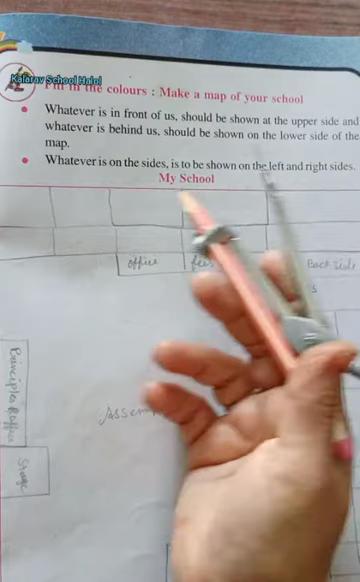 Kalarav School Halol
Fill in the colours : Make a map of your school
Whatever is in front of us, should be shown at the upper side and
whatever is behind us, should be shown on the lower side of the
map.
Whatever is on the sides, is to be shown on the left and right sides.
My School
office
fees
Back side
s
Principles office
Stage
Assem